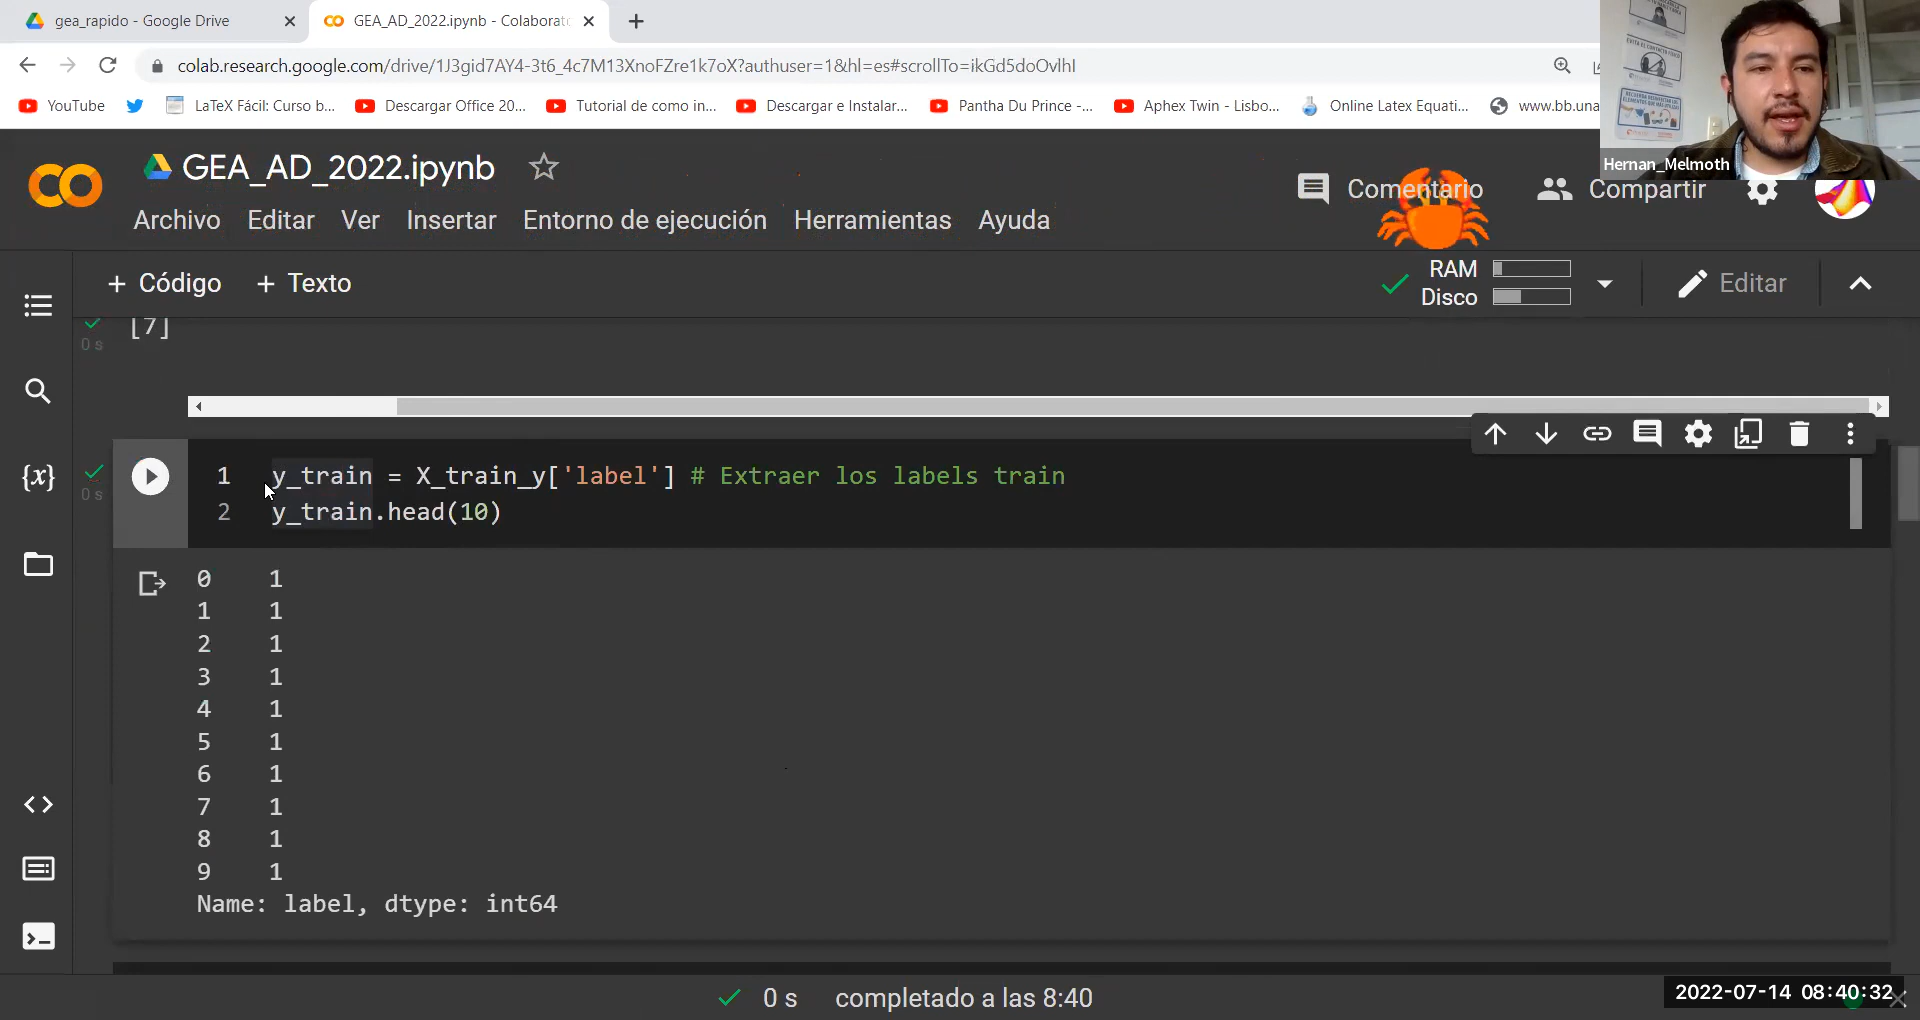 gea_rapido - Google Drive
GEA_AD_2022.ipynb - Colaborato
colab.research.google.com/drive/1J3gid7AY4-3t6_4c7M13XnoFZre1k7oX?authuser=1&hl=es#scrollTo=ikGd5doOvlhI
YouTube
LaTeX Fácil: Curso b...
Descargar Office 20...
Tutorial de como in...
Descargar e Instalar...
Pantha Du Prince -...
Aphex Twin - Lisbo...
Online Latex Equati...
www.bb.una
Hernan_Melmoth
CO
GEA_AD_2022.ipynb
Comentario
Compartir
Archivo
Editar
Ver
Insertar
Entorno de ejecución
Herramientas
Ayuda
+ Código
+ Texto
RAM
Disco
Editar
[7]
0 s
0 s
1 y_train = X_train_y['label'] # Extraer los labels train
2 y_train.head(10)
{x}
0 1
1 1
2 1
3 1
4 1
5 1
6 1
7 1
8 1
9 1
Name: label, dtype: int64
0 s completado a las 8:40
2022-07-14 08:40:32